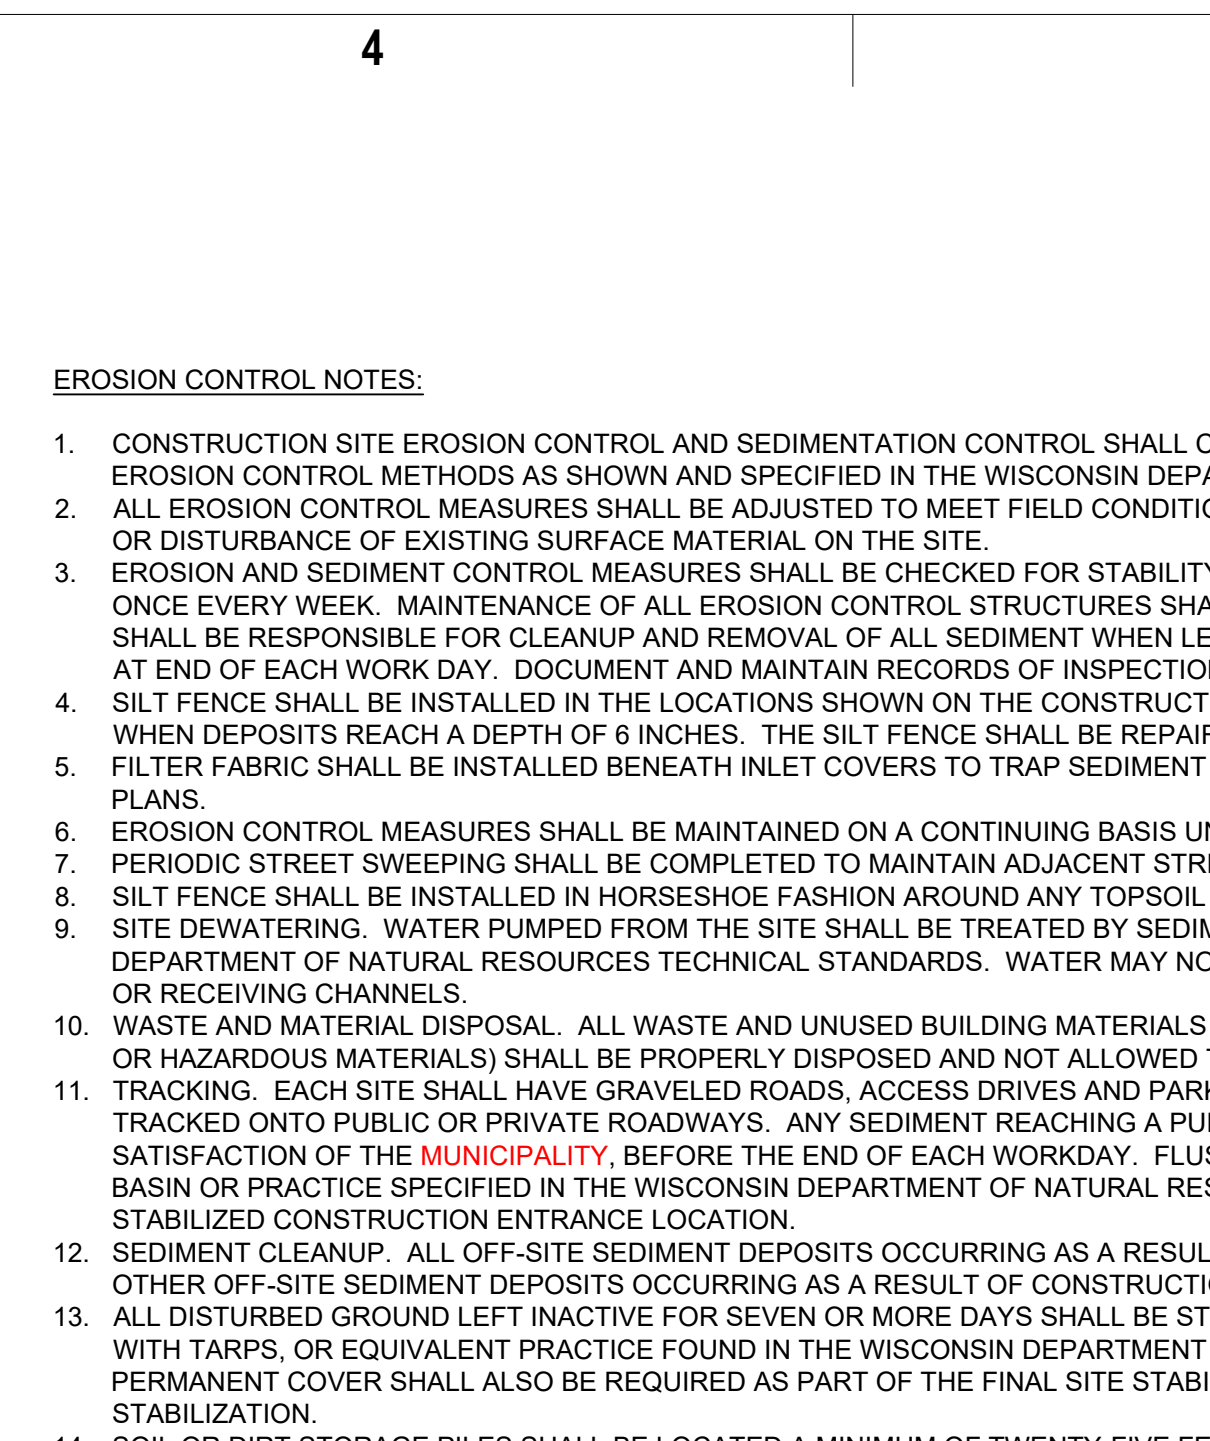 4
EROSION CONTROL NOTES:
1. CONSTRUCTION SITE EROSION CONTROL AND SEDIMENTATION CONTROL SHALL
EROSION CONTROL METHODS AS SHOWN AND SPECIFIED IN THE WISCONSIN
2. ALL EROSION CONTROL MEASURES SHALL BE ADJUSTED TO MEET FIELD
OR DISTURBANCE OF EXISTING SURFACE MATERIAL ON THE SITE.
3. EROSION AND SEDIMENT CONTROL MEASURES SHALL BE CHECKED FOR STABILITY
ONCE EVERY WEEK. MAINTENANCE OF ALL EROSION CONTROL STRUCTURES
SHALL BE RESPONSIBLE FOR CLEANUP AND REMOVAL OF ALL SEDIMENT WHEN
AT END OF EACH WORK DAY. DOCUMENT AND MAINTAIN RECORDS OF
4. SILT FENCE SHALL BE INSTALLED IN THE LOCATIONS SHOWN ON THE
WHEN DEPOSITS REACH A DEPTH OF 6 INCHES. THE SILT FENCE SHALL BE
5. FILTER FABRIC SHALL BE INSTALLED BENEATH INLET COVERS TO TRAP SEDIMENT
PLANS.
6. EROSION CONTROL MEASURES SHALL BE MAINTAINED ON A CONTINUING BASIS
7. PERIODIC STREET SWEEPING SHALL BE COMPLETED TO MAINTAIN ADJACENT
8. SILT FENCE SHALL BE INSTALLED IN HORSESHOE FASHION AROUND ANY TOPSOIL
9. SITE DEWATERING. WATER PUMPED FROM THE SITE SHALL BE TREATED BY
DEPARTMENT OF NATURAL RESOURCES TECHNICAL STANDARDS. WATER MAY
OR RECEIVING CHANNELS.
10. WASTE AND MATERIAL DISPOSAL. ALL WASTE AND UNUSED BUILDING MATERIALS
OR HAZARDOUS MATERIALS) SHALL BE PROPERLY DISPOSED AND NOT ALLOWED
11. TRACKING. EACH SITE SHALL HAVE GRAVELED ROADS, ACCESS DRIVES AND
TRACKED ONTO PUBLIC OR PRIVATE ROADWAYS. ANY SEDIMENT REACHING A
SATISFACTION OF THE MUNICIPALITY, BEFORE THE END OF EACH WORKDAY.
BASIN OR PRACTICE SPECIFIED IN THE WISCONSIN DEPARTMENT OF NATURAL
STABILIZED CONSTRUCTION ENTRANCE LOCATION.
12. SEDIMENT CLEANUP. ALL OFF-SITE SEDIMENT DEPOSITS OCCURRING AS A
OTHER OFF-SITE SEDIMENT DEPOSITS OCCURRING AS A RESULT OF
13. ALL DISTURBED GROUND LEFT INACTIVE FOR SEVEN OR MORE DAYS SHALL BE
WITH TARPS, OR EQUIVALENT PRACTICE FOUND IN THE WISCONSIN DEPARTMENT
PERMANENT COVER SHALL ALSO BE REQUIRED AS PART OF THE FINAL SITE
STABILIZATION.
14. SOIL OR DIRT STORAGE PILES SHALL BE LOCATED A MINIMUM OF TWENTY-FIVE